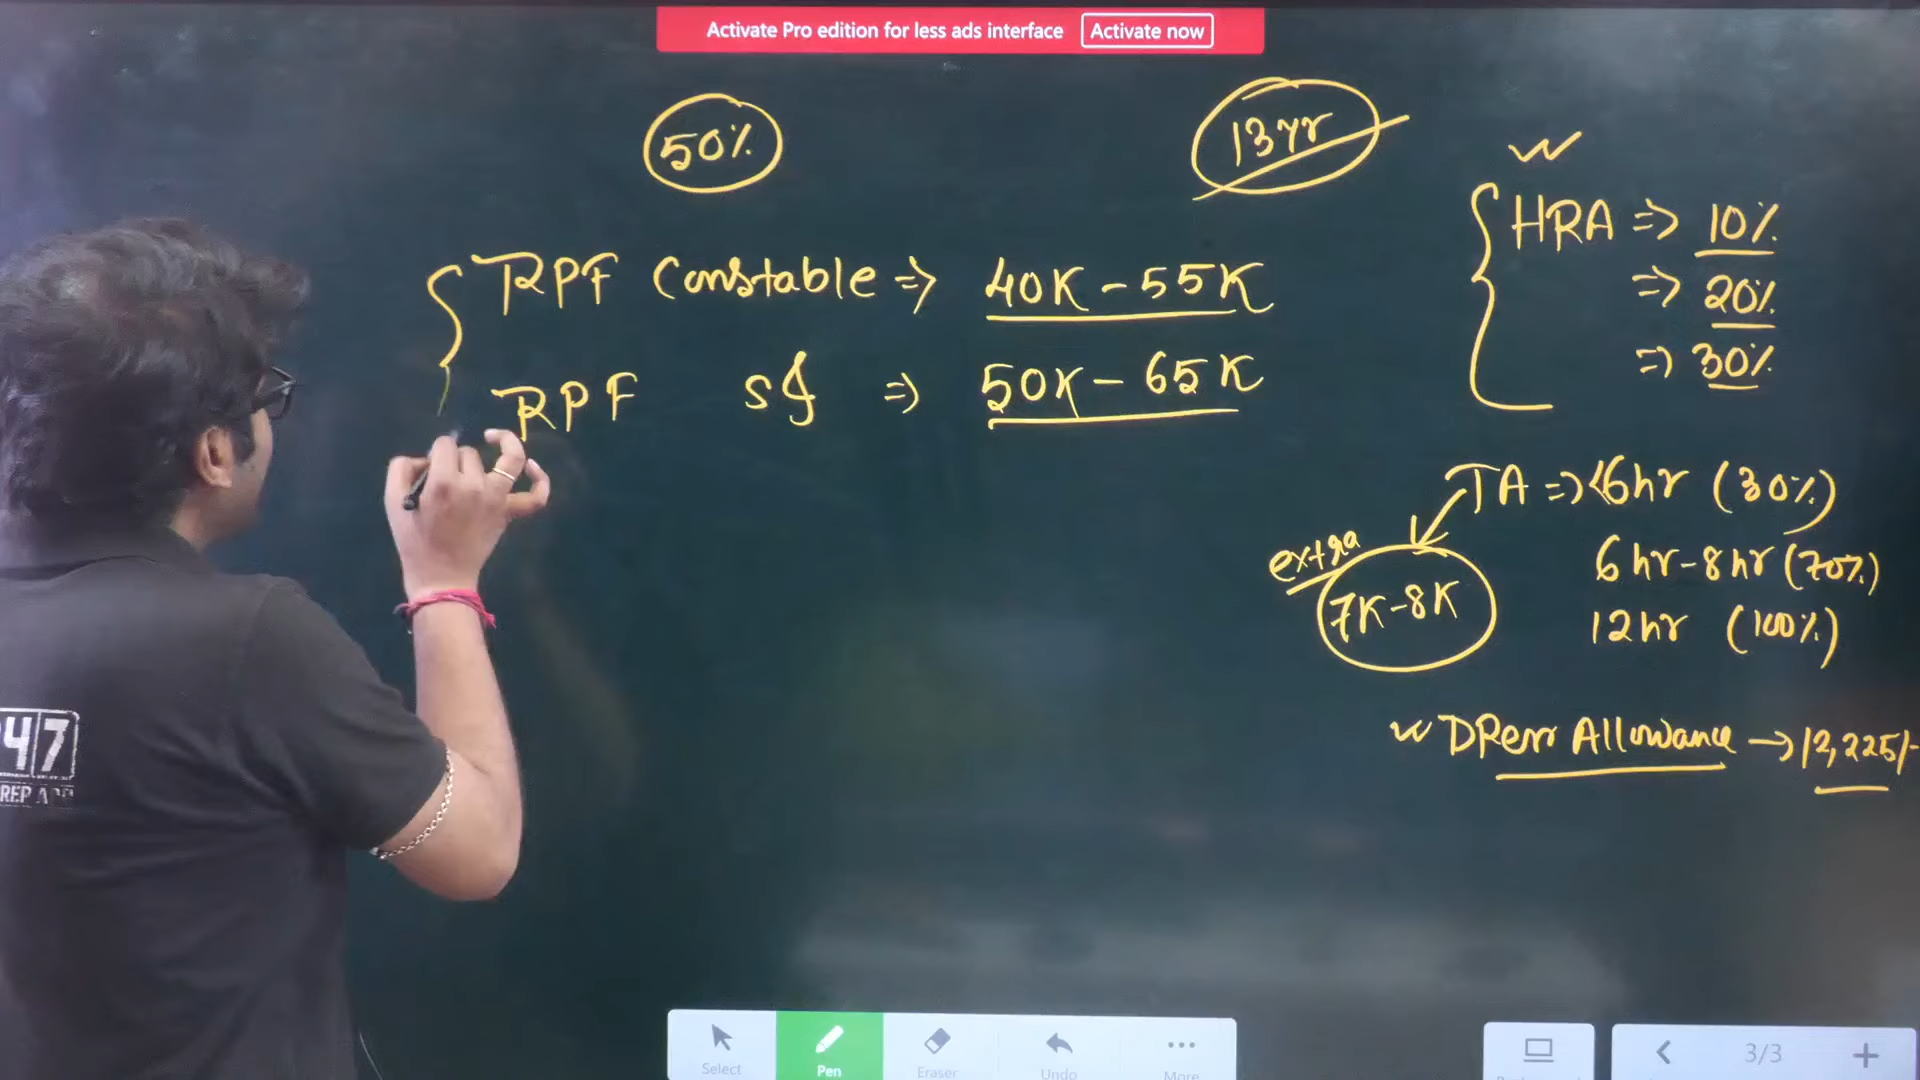 Activate Pro edition for less ads interface Activate now
50%
13yr
HRA => 10%
=> 20%
=> 30%
RPF Constable => 40K - 55K
RPF SI => 50K - 65K
TA => <6hr (30%)
6hr-8hr (70%)
12hr (100%)
extra
7K-8K
Allowance → 12,225/-
47
Select
Pen
Eraser
Undo
More
3/3